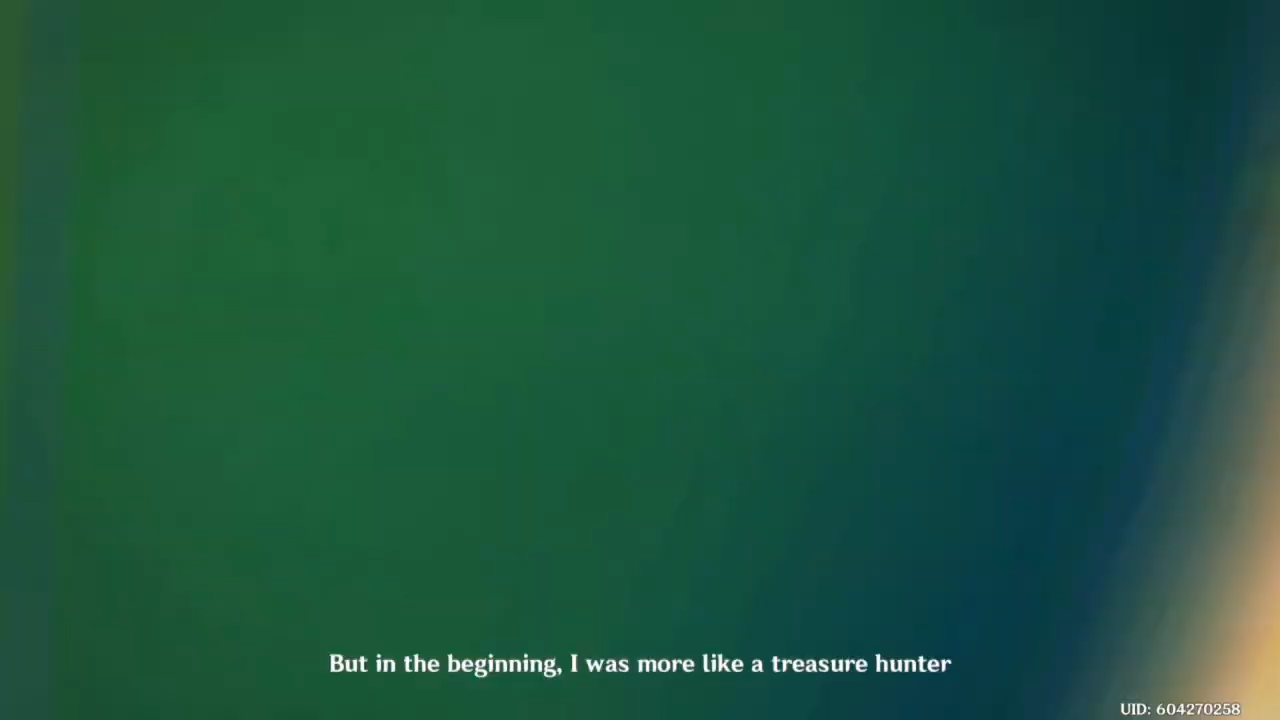 But in the beginning, I was more like a treasure hunter
UID: 604270258